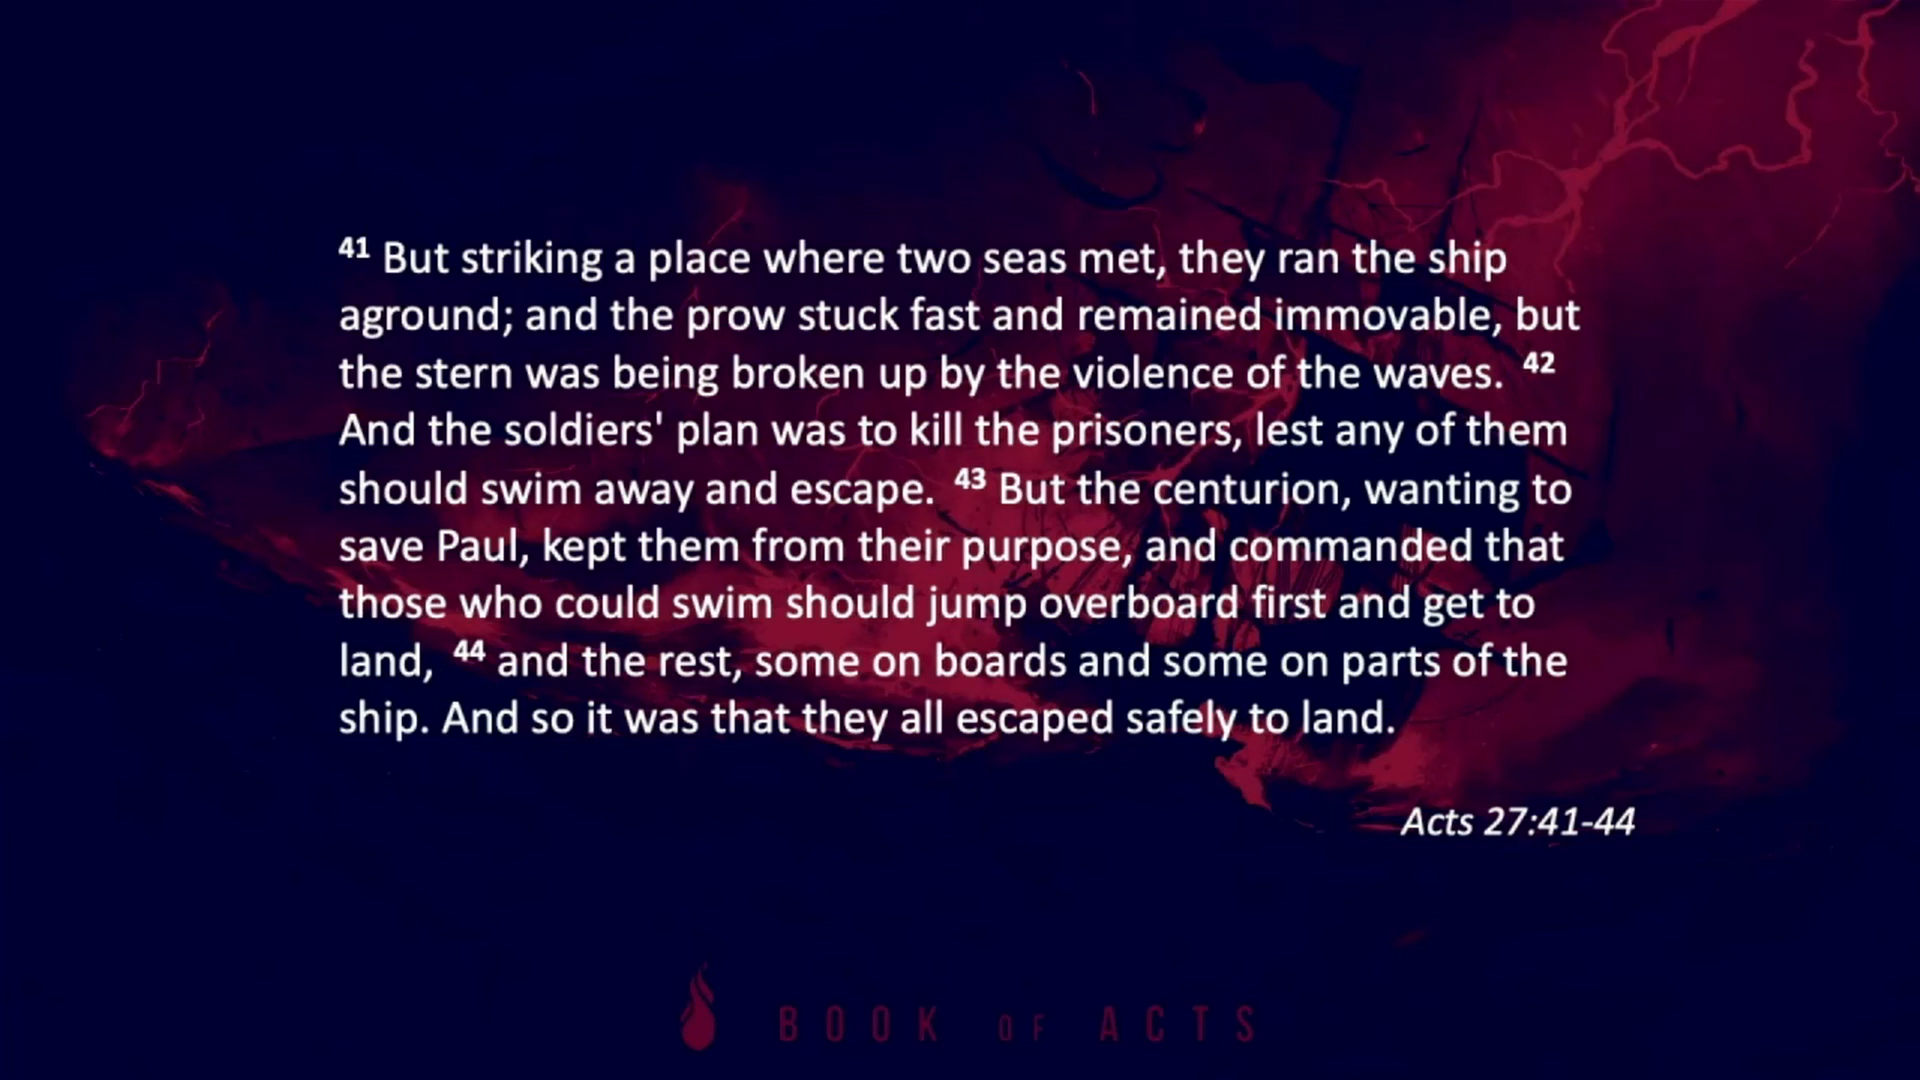 41 But striking a place where two seas met, they ran the ship
aground; and the prow stuck fast and remained immovable, but
the stern was being broken up by the violence of the waves. 42
And the soldiers' plan was to kill the prisoners, lest any of them
should swim away and escape. 43 But the centurion, wanting to
save Paul, kept them from their purpose, and commanded that
those who could swim should jump overboard first and get to
land, 44 and the rest, some on boards and some on parts of the
ship. And so it was that they all escaped safely to land.
Acts 27:41-44
BOOK OF ACTS